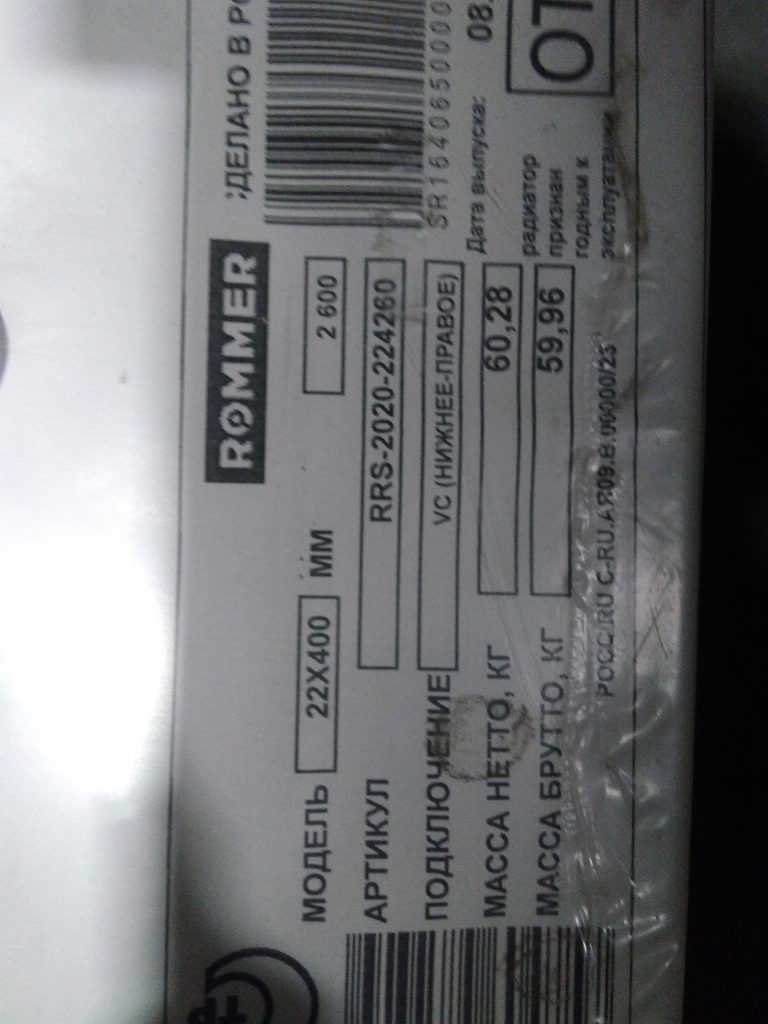 ROMMER
:ДЕЛАНО В
МОДЕЛЬ 22X400 ММ 2 600
АРТИКУЛ RRS-2020-224260
ПОДКЛЮЧЕНИЕ VC (НИЖНЕЕ-ПРАВОЕ)
МАССА НЕТТО, КГ 60,28
МАССА БРУТТО, КГ 59,96
РОСС RU C-RU.АЯ09.В.00000/23
SR1640650000
Дата выпуска: 08.
радиатор
признан
годным к
эксплуатации
ОТ